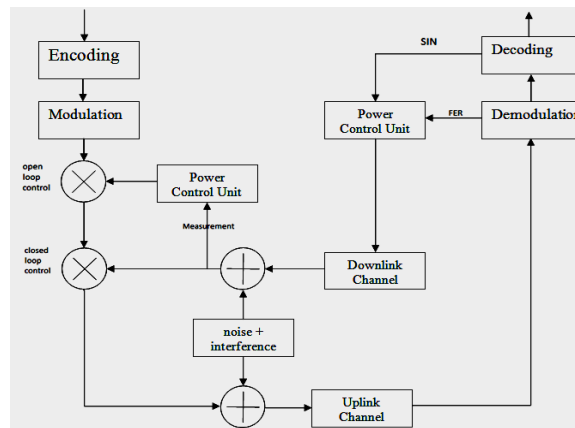 Encoding
SIN
Decoding
Modulation
Power
Control Unit
FER
Demodulation
open
loop
control
Power
Control Unit
Measurement
closed
loop
control
Downlink
Channel
noise +
interference
Uplink
Channel